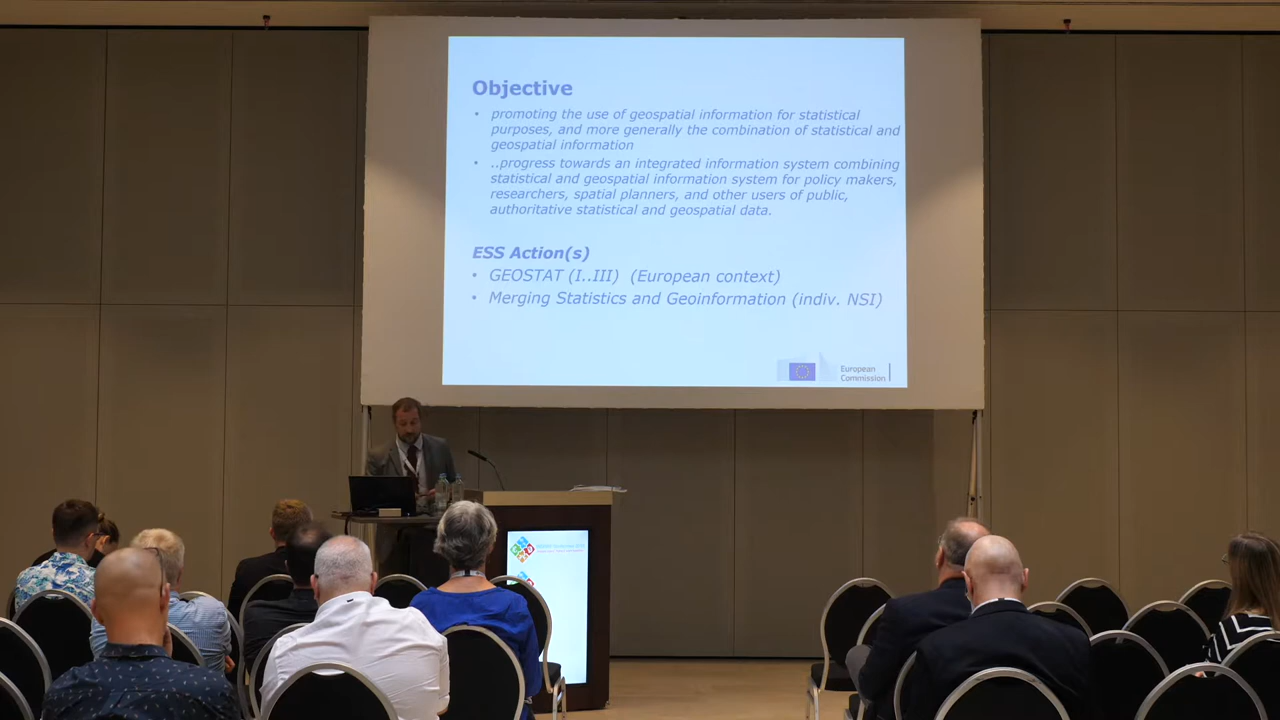 Objective
• promoting the use of geospatial information for statistical
purposes, and more generally the combination of statistical and
geospatial information
• ..progress towards an integrated information system combining
statistical and geospatial information system for policy makers,
researchers, spatial planners, and other users of public,
authoritative statistical and geospatial data.
ESS Action(s)
• GEOSTAT (I..III) (European context)
• Merging Statistics and Geoinformation (indiv. NSI)
European
Commission